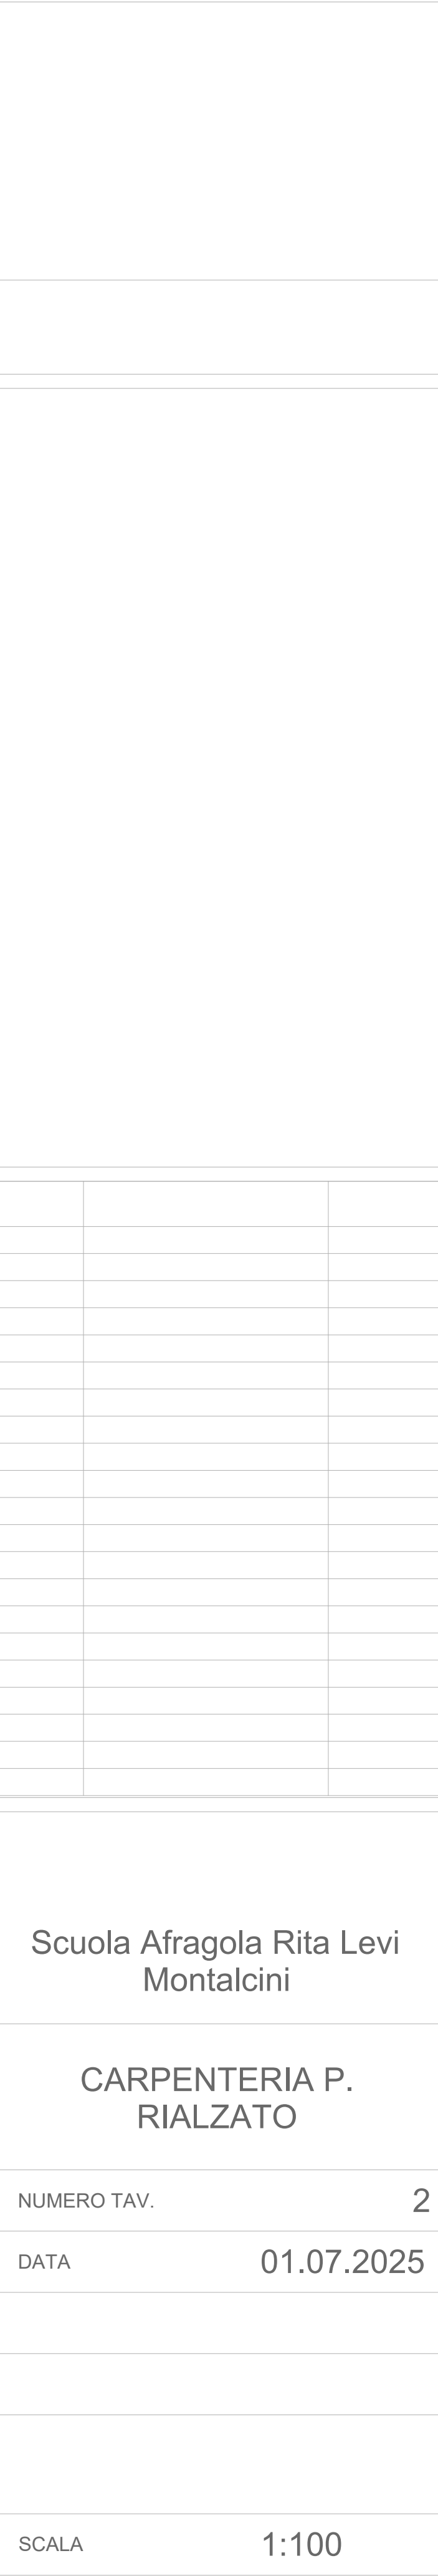 Scuola Afragola Rita Levi
Montalcini
CARPENTERIA P.
RIALZATO
NUMERO TAV. 2
DATA 01.07.2025
SCALA 1:100